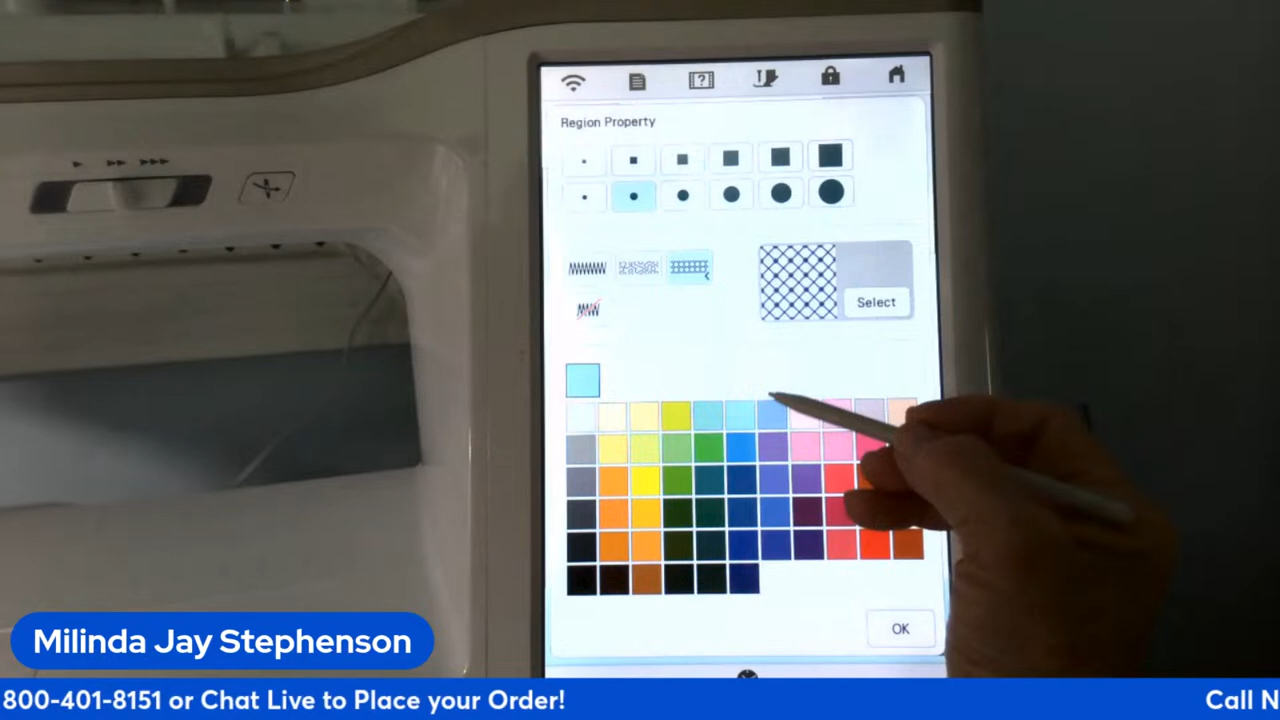 Region Property
Select
OK
Milinda Jay Stephenson
800-401-8151 or Chat Live to Place your Order!
Call N